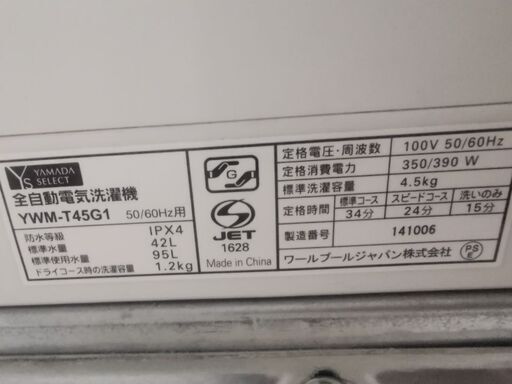 YS YAMADA SELECT
全自動電気洗濯機
YWM-T45G1 50/60Hz用
防水等級 IPX4
標準水量 42L
標準使用水量 95L
ドライコース時の洗濯容量 1.2kg
G
S
JET
1628
Made in China
定格電圧・周波数 100V 50/60Hz
定格消費電力 350/390 W
標準洗濯容量 4.5kg
定格時間 標準コース スピードコース 洗いのみ
34分 24分 15分
製造番号 141006
ワールプールジャパン株式会社 PSE